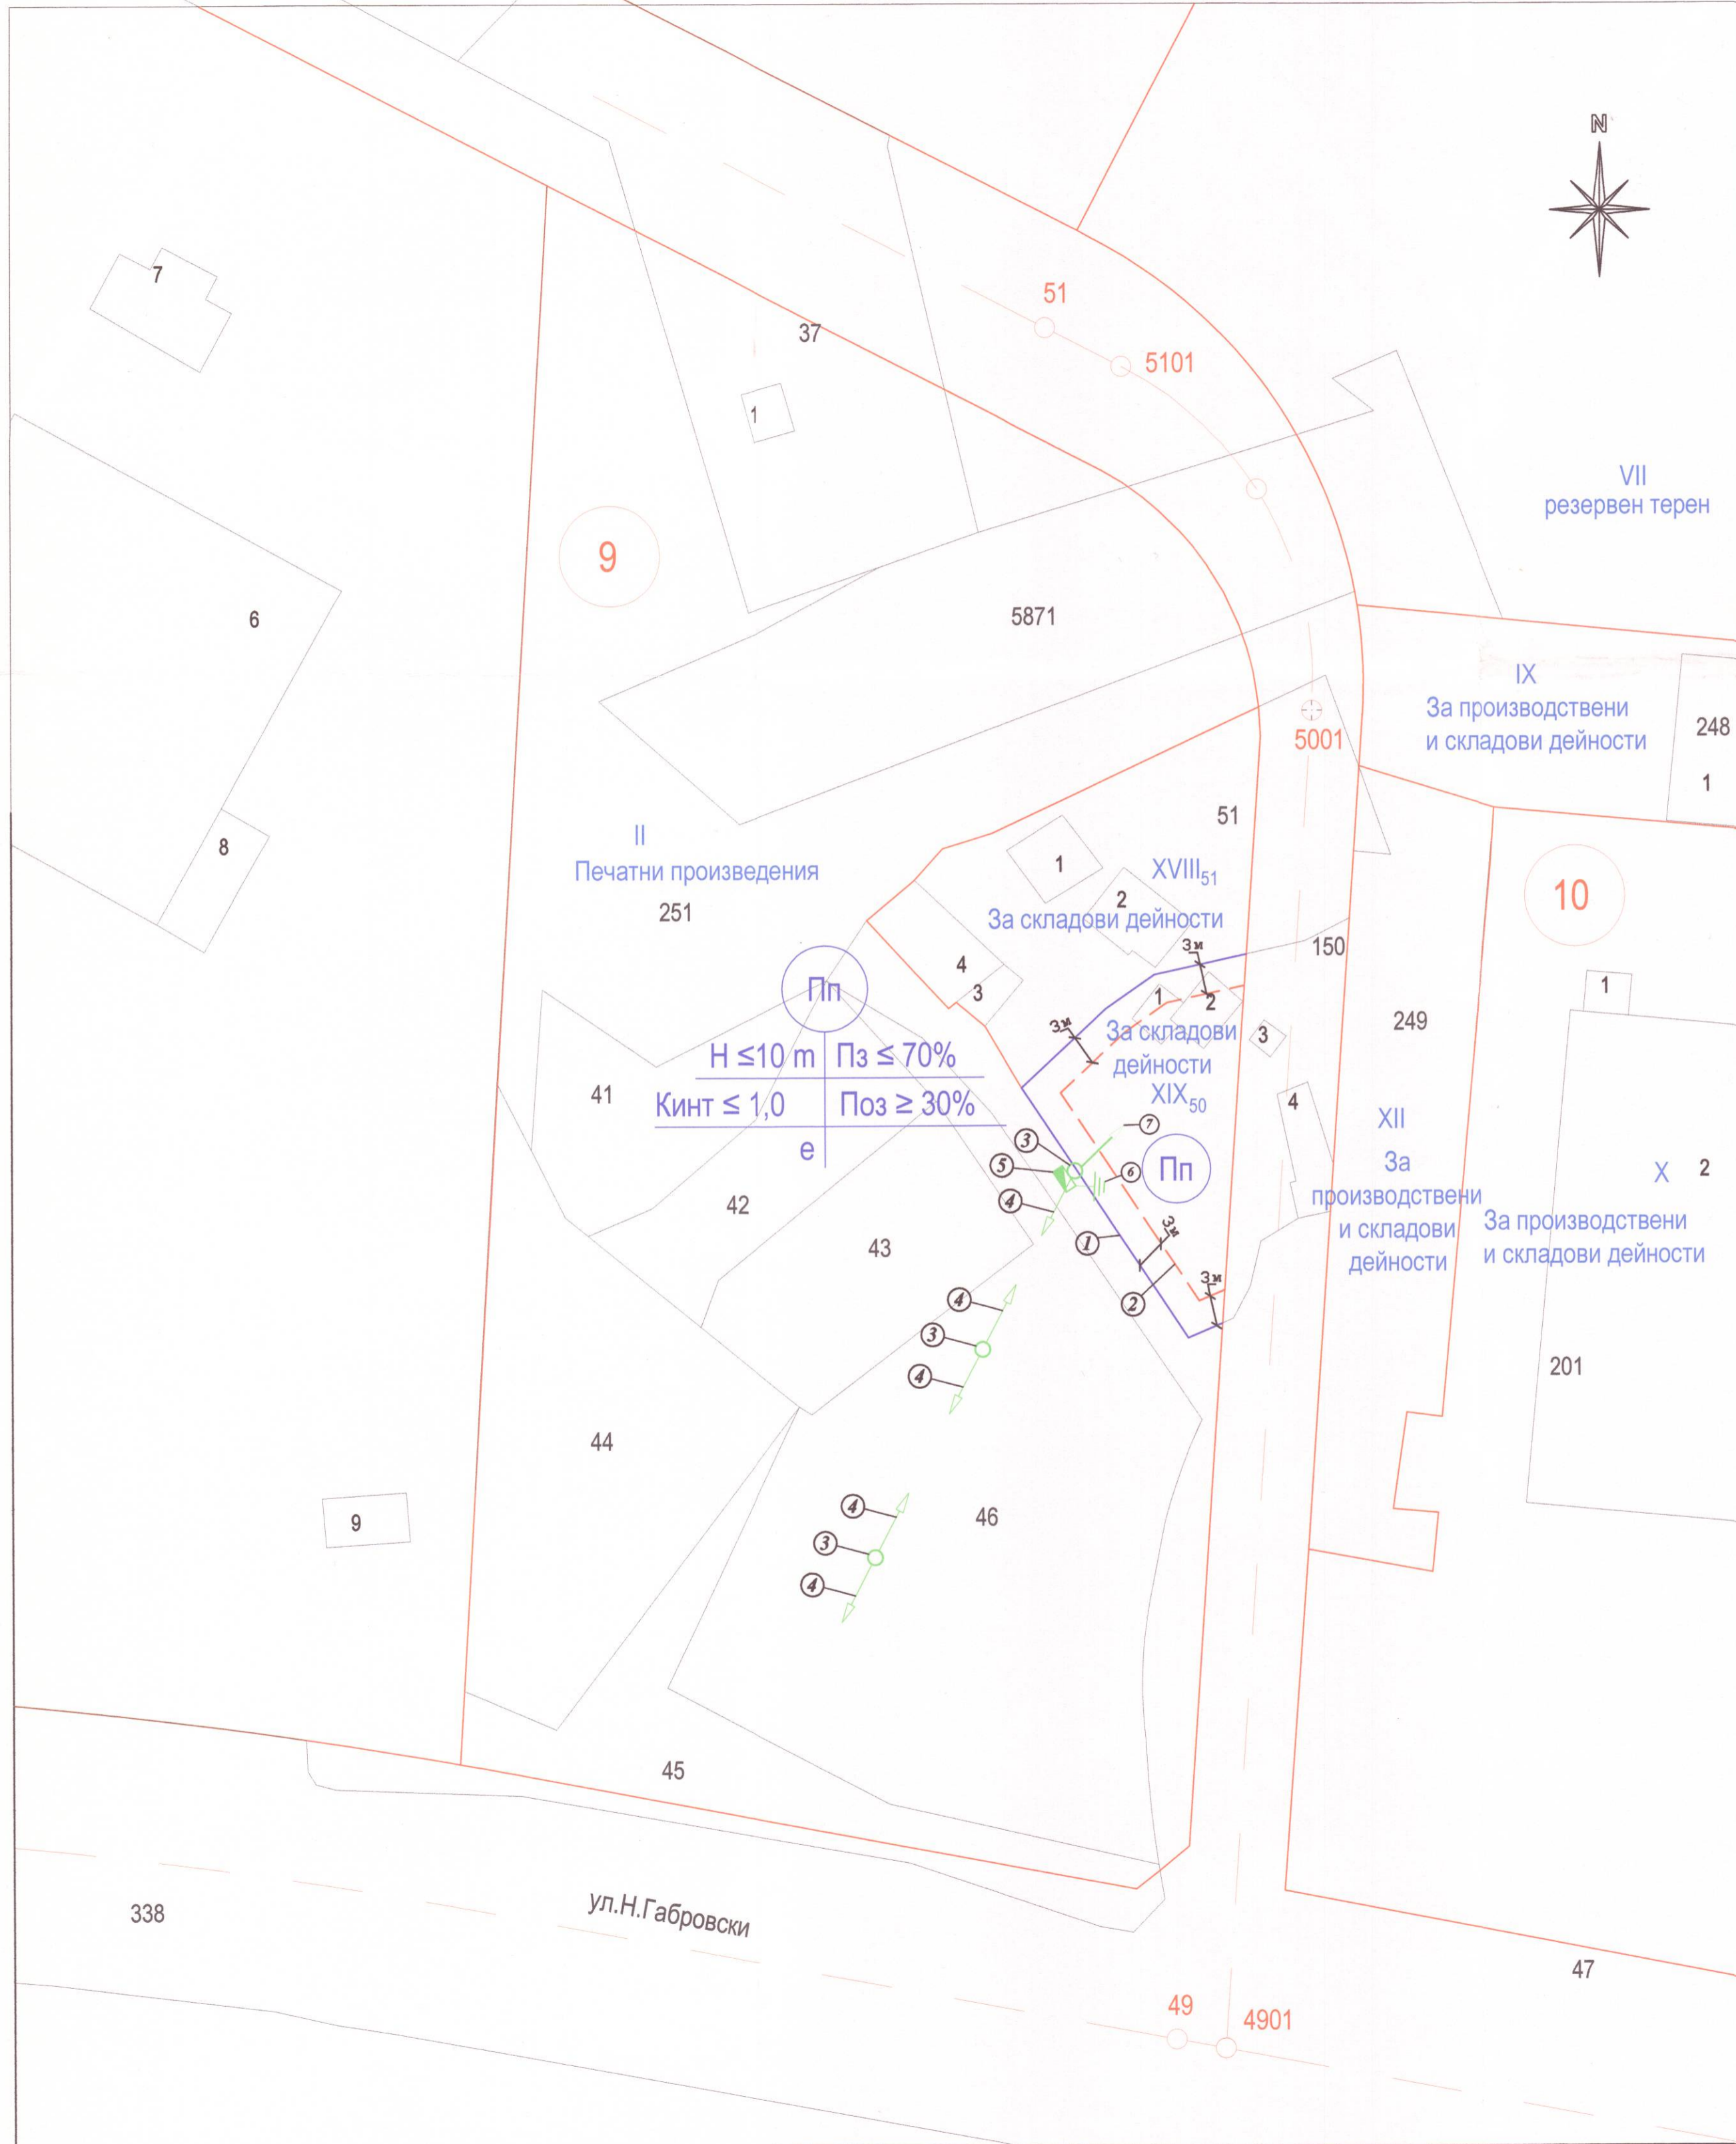 N
7
37
51
5101
1
VII
резервен терен
9
6
5871
IX
За производствени
и складови дейности
248
1
5001
51
8
II
Печатни произведения
251
1
XVIII51
2
За складови дейности
10
150
4
3
3м
1
2
1
Пп
3м
За складови
дейности
XIX50
3
249
H ≤10 m
Пз ≤ 70%
Кинт ≤ 1,0
Поз ≥ 30%
е
41
4
XII
За
производствени
и складови
дейности
X
2
За производствени
и складови дейности
7
3
5
6
4
Пп
42
43
1
3м
3м
2
4
3
4
201
44
46
4
3
4
9
45
338
ул.Н.Габровски
47
49
4901